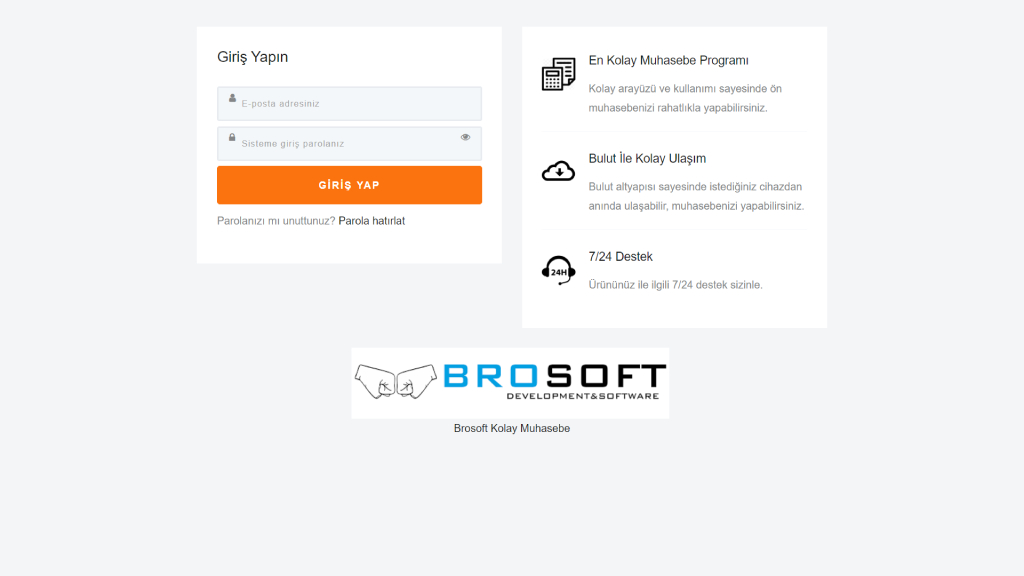 Giriş Yapın
E-posta adresiniz
Sisteme giriş parolanız
GİRİŞ YAP
Parolanızı mı unuttunuz? Parola hatırlat
En Kolay Muhasebe Programı
Kolay arayüzü ve kullanımı sayesinde ön
muhasebenizi rahatlıkla yapabilirsiniz.
Bulut İle Kolay Ulaşım
Bulut altyapısı sayesinde istediğiniz cihazdan
anında ulaşabilir, muhasebenizi yapabilirsiniz.
24H
7/24 Destek
Ürününüz ile ilgili 7/24 destek sizinle.
BROSOFT
DEVELOPMENT&SOFTWARE
Brosoft Kolay Muhasebe